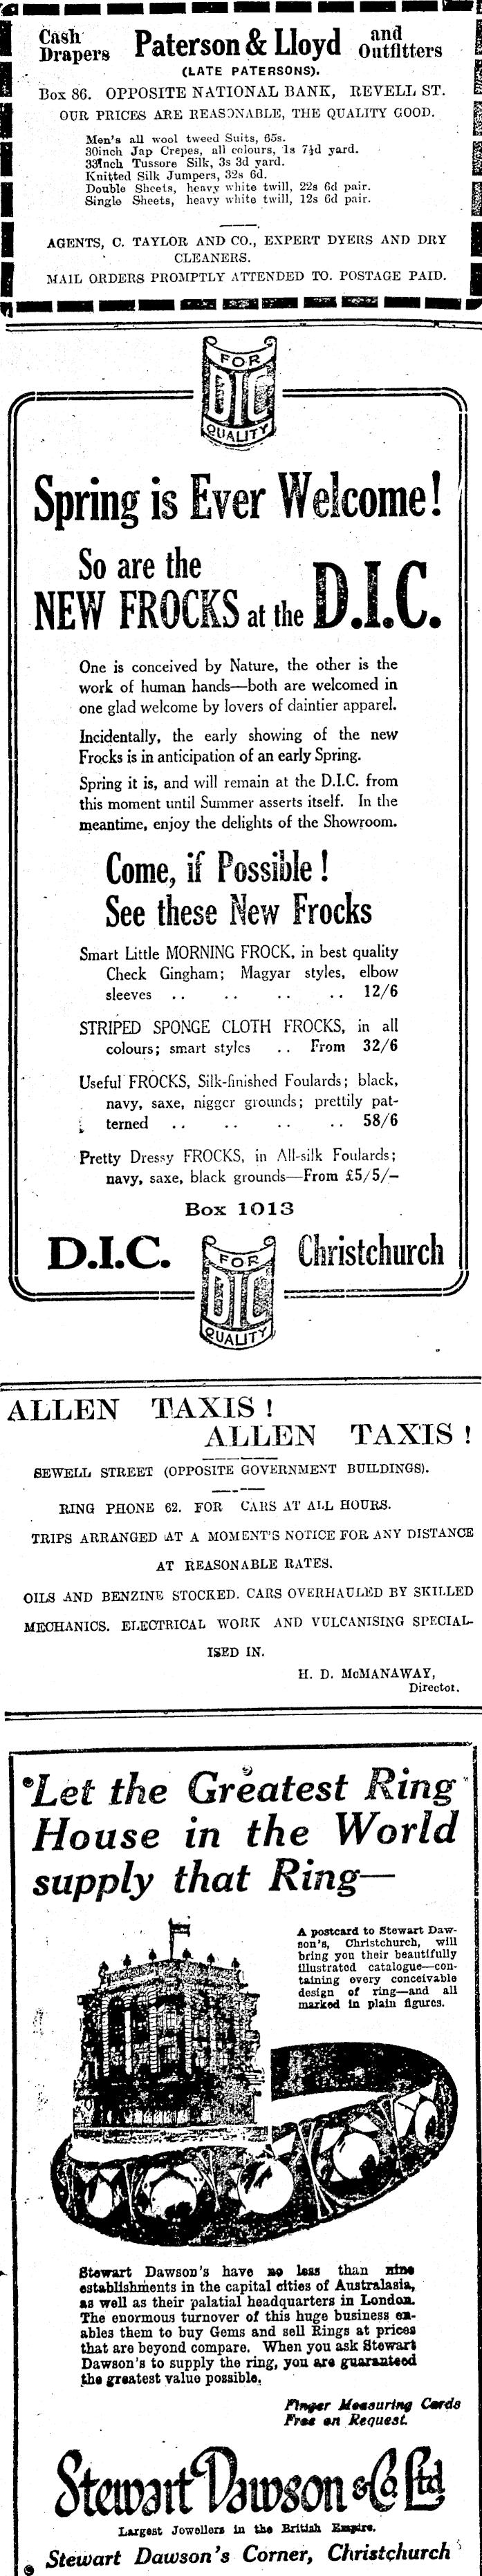 Cash Drapers Paterson & Lloyd and Outfitters
(LATE PATERSONS).
Box 86. OPPOSITE NATIONAL BANK, REVELL ST.
OUR PRICES ARE REASONABLE, THE QUALITY GOOD.
Men's all wool tweed Suits, 65s.
30inch Jap Crepes, all colours, 1s 7½d yard.
33inch Tussore Silk, 3s 3d yard.
Knitted Silk Jumpers, 32s 6d.
Double Sheets, heavy white twill, 22s 6d pair.
Single Sheets, heavy white twill, 12s 6d pair.
AGENTS, C. TAYLOR AND CO., EXPERT DYERS AND DRY
CLEANERS.
MAIL ORDERS PROMPTLY ATTENDED TO. POSTAGE PAID.
FOR
DIC
QUALITY
Spring is Ever Welcome!
So are the
NEW FROCKS at the D.I.C.
One is conceived by Nature, the other is the
work of human hands—both are welcomed in
one glad welcome by lovers of daintier apparel.
Incidentally, the early showing of the new
Frocks is in anticipation of an early Spring.
Spring it is, and will remain at the D.I.C. from
this moment until Summer asserts itself. In the
meantime, enjoy the delights of the Showroom.
Come, if Possible!
See these New Frocks
Smart Little MORNING FROCK, in best quality
Check Gingham; Magyar styles, elbow
sleeves .. .. .. .. 12/6
STRIPED SPONGE CLOTH FROCKS, in all
colours; smart styles .. From 32/6
Useful FROCKS, Silk-finished Foulards; black,
navy, saxe, nigger grounds; prettily pat-
terned .. .. .. .. 58/6
Pretty Dressy FROCKS, in All-silk Foulards;
navy, saxe, black grounds—From £5/5/-
Box 1013
D.I.C. FOR DIC QUALITY Christchurch
ALLEN TAXIS!
ALLEN TAXIS!
SEWELL STREET (OPPOSITE GOVERNMENT BUILDINGS).
RING PHONE 62. FOR CARS AT ALL HOURS.
TRIPS ARRANGED AT A MOMENT'S NOTICE FOR ANY DISTANCE
AT REASONABLE RATES.
OILS AND BENZINE STOCKED. CARS OVERHAULED BY SKILLED
MECHANICS. ELECTRICAL WORK AND VULCANISING SPECIAL-
ISED IN.
H. D. McMANAWAY,
Director.
Let the Greatest Ring
House in the World
supply that Ring—
A postcard to Stewart Daw-
son's, Christchurch, will
bring you their beautifully
illustrated catalogue—con-
taining every conceivable
design of ring—and all
marked in plain figures.
Stewart Dawson's have no less than nine
establishments in the capital cities of Australasia,
as well as their palatial headquarters in London.
The enormous turnover of this huge business en-
ables them to buy Gems and sell Rings at prices
that are beyond compare. When you ask Stewart
Dawson's to supply the ring, you are guaranteed
the greatest value possible.
Finger Measuring Cards
Free on Request.
Stewart Dawson & Co Ltd
Largest Jewellers in the British Empire.
Stewart Dawson's Corner, Christchurch